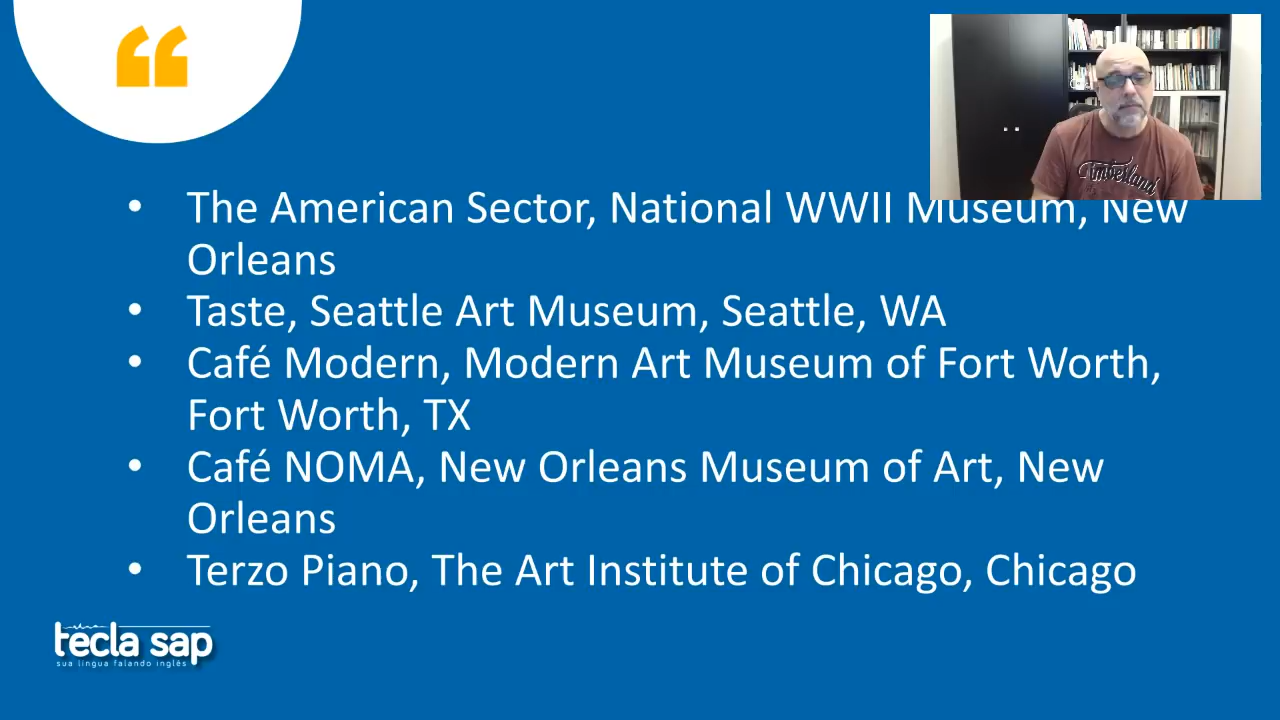 “
• The American Sector, National WWII Museum, New
Orleans
• Taste, Seattle Art Museum, Seattle, WA
• Café Modern, Modern Art Museum of Fort Worth,
Fort Worth, TX
• Café NOMA, New Orleans Museum of Art, New
Orleans
• Terzo Piano, The Art Institute of Chicago, Chicago
tecla sap
sua língua falando inglês
Timberland